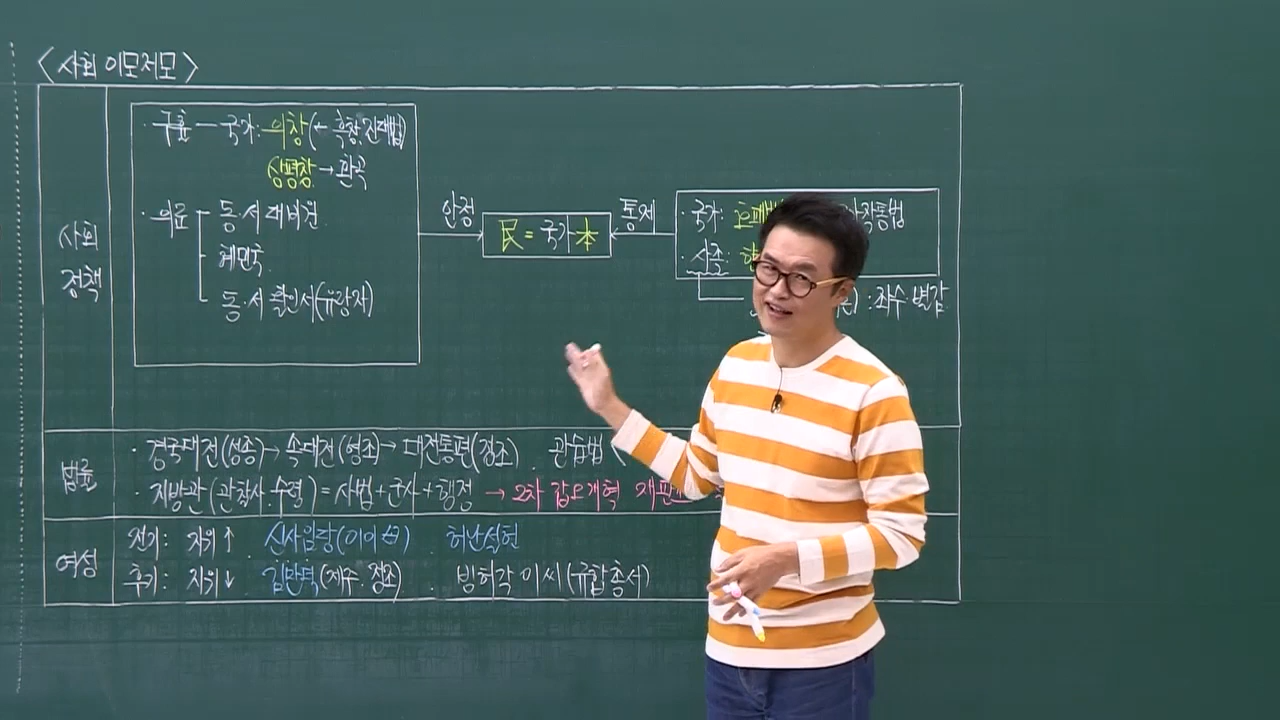 < 사회 이모저모 >
사회 정책
· 구휼 ─ 국가: 의창(← 흑창, 진대법)
상평창 → 환곡
· 의료 ─ 동·서 대비원
혜민국
동·서 활인서(유랑자)
안정
民 = 국가 本
통제
· 국가: 오
· 사족: 향
: 좌수·별감
법률
· 경국대전(성종) → 속대전(영조) → 대전통편(정조) . 관습법
· 지방관(관찰사·수령) = 사법+군사+행정 → 2차 갑오개혁 재판
여성
전기: 지위↑ . 신사임당(이이 母) . 허난설헌
후기: 지위↓ . 김만덕(제주·정조) . 빙허각 이씨(규합총서)